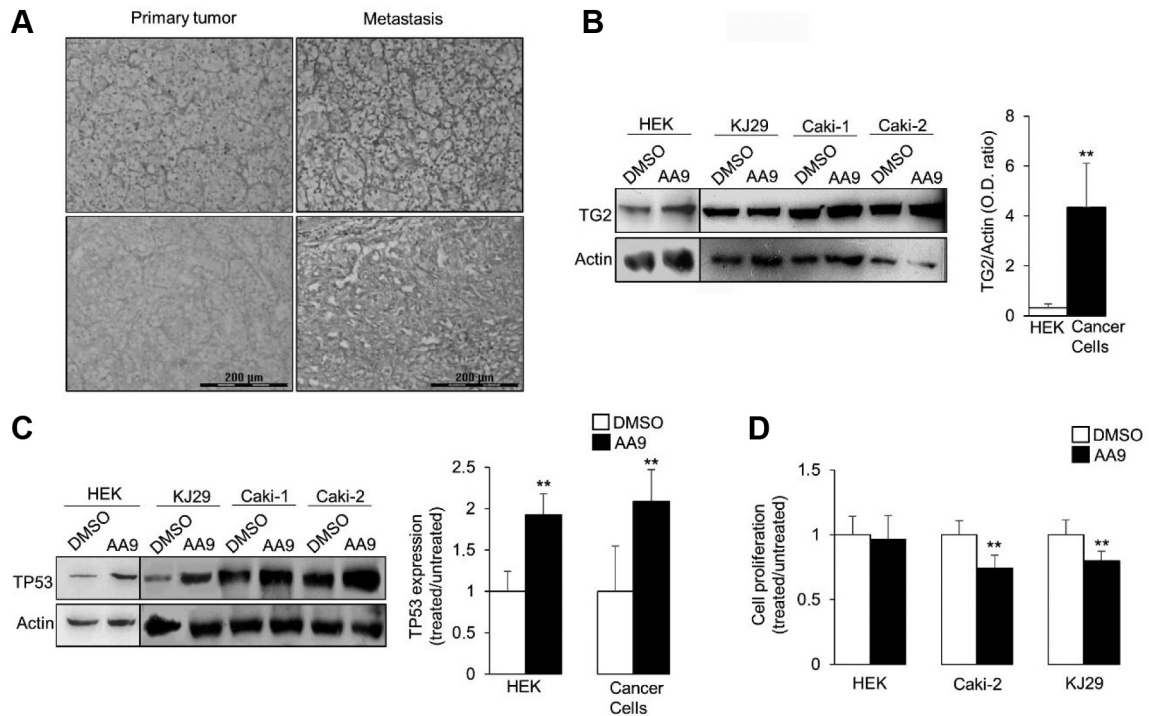 A
Primary tumor
Metastasis
200 µm
200 µm
B
HEK
KJ29
Caki-1
Caki-2
DMSO
AA9
DMSO
AA9
DMSO
AA9
DMSO
AA9
TG2
Actin
TG2/Actin (O.D. ratio)
8
6
4
2
0
**
HEK
Cancer
Cells
C
HEK
KJ29
Caki-1
Caki-2
DMSO
AA9
DMSO
AA9
DMSO
AA9
DMSO
AA9
TP53
Actin
DMSO
AA9
TP53 expression
(treated/untreated)
2.5
2
1.5
1
0.5
0
**
**
HEK
Cancer
Cells
D
DMSO
AA9
Cell proliferation
(treated/untreated)
1.5
1
0.5
0
**
**
HEK
Caki-2
KJ29